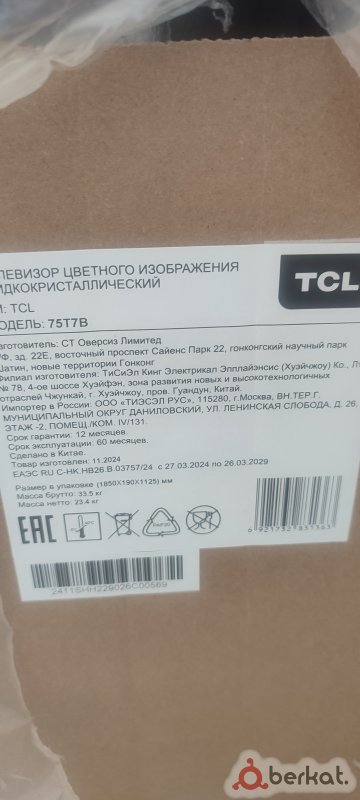 ЛЕВИЗОР ЦВЕТНОГО ИЗОБРАЖЕНИЯ
ИДКОКРИСТАЛЛИЧЕСКИЙ
TCL
: TCL
ОДЕЛЬ: 75T7B
зготовитель: СТ Оверсиз Лимитед
/Ф, зд. 22Е, восточный проспект Сайенс Парк 22, гонконгский научный парк
Шатин, новые территории Гонконг
Филиал изготовителя: ТиСиЭл Кинг Электрикал Эпплайэнсис (Хуэйчжоу) Ко., Л
№ 78, 4-ое шоссе Хуэйфэн, зона развития новых и высокотехнологичных
отраслей Чжункай, г. Хуэйчжоу, пров. Гуандун, Китай.
Импортер в России: ООО «ТИЭСЭЛ РУС», 115280, г.Москва, ВН.ТЕР.Г.
МУНИЦИПАЛЬНЫЙ ОКРУГ ДАНИЛОВСКИЙ, УЛ. ЛЕНИНСКАЯ СЛОБОДА, Д. 26,
ЭТАЖ -2, ПОМЕЩ./КОМ. IV/131.
Срок гарантии: 12 месяцев.
Срок эксплуатации: 60 месяцев.
Сделано в Китае.
Товар изготовлен: 11.2024
ЕАЭС RU С-HK.НВ26.В.03757/24 с 27.03.2024 по 26.03.2029
Размер в упаковке (1850X190X1125) мм
Масса брутто: 33.5 кг
Масса нетто: 23.4 кг
EAC
berkat.